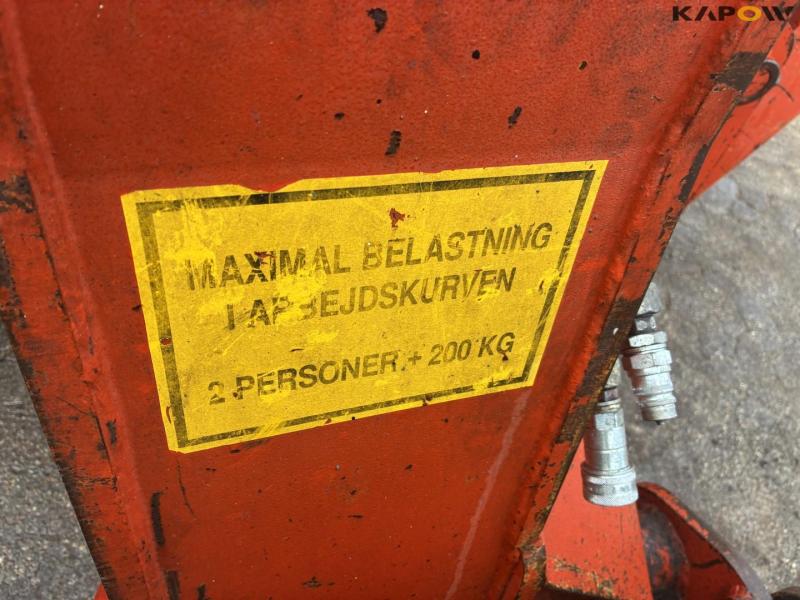 KAPOW
MAXIMAL BELASTNING
I ARBEJDSKURVEN
2 PERSONER + 200 KG